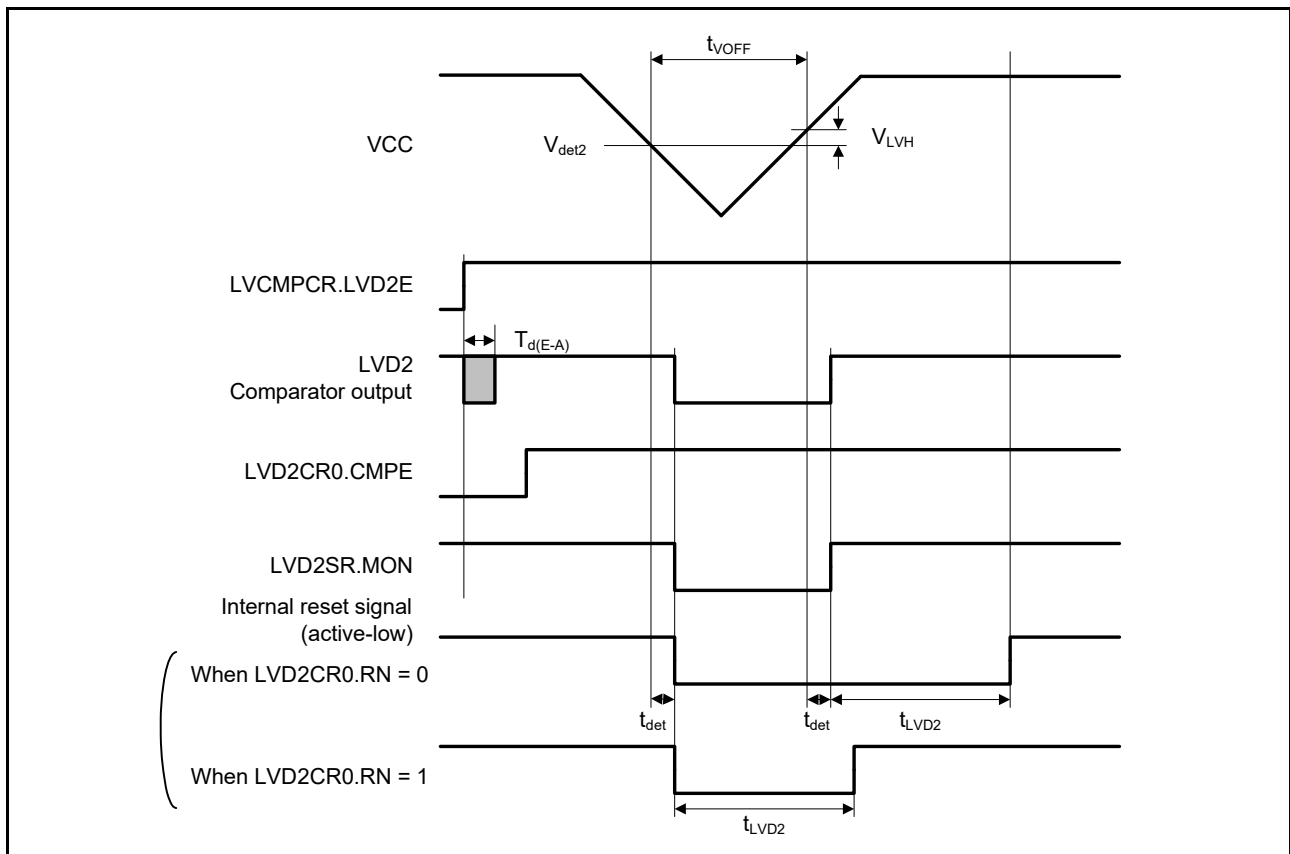 tVOFF
VCC
Vdet2
VLVH
LVCMPCR.LVD2E
Td(E-A)
LVD2
Comparator output
LVD2CR0.CMPE
LVD2SR.MON
Internal reset signal
(active-low)
When LVD2CR0.RN = 0
tdet
tdet
tLVD2
When LVD2CR0.RN = 1
tLVD2